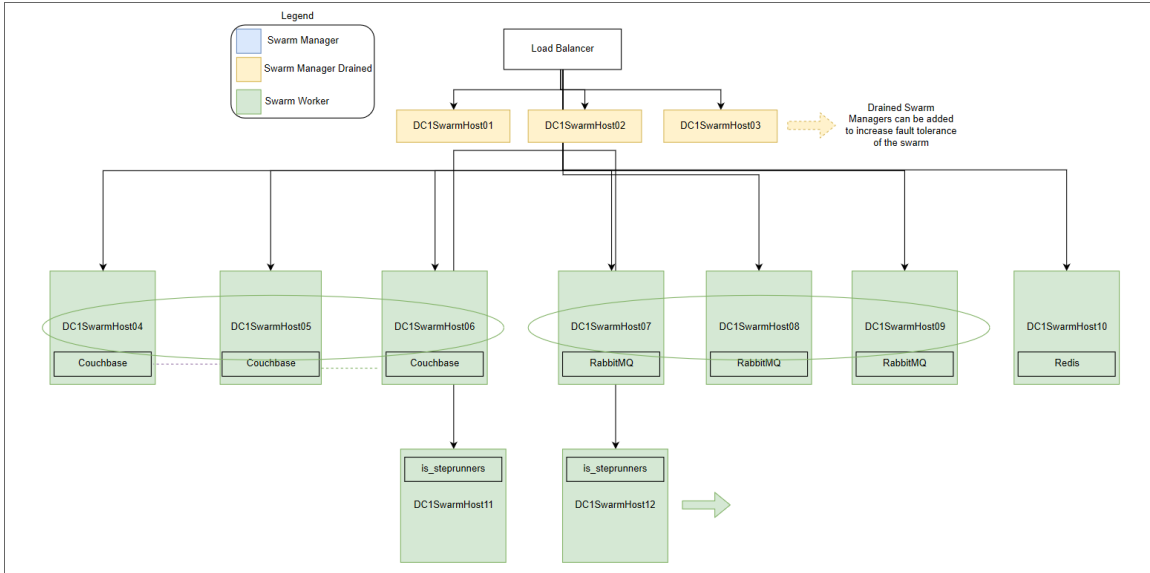 Legend
Swarm Manager
Swarm Manager Drained
Swarm Worker
Load Balancer
DC1SwarmHost01
DC1SwarmHost02
DC1SwarmHost03
Drained Swarm
Managers can be added
to increase fault tolerance
of the swarm
DC1SwarmHost04
DC1SwarmHost05
DC1SwarmHost06
DC1SwarmHost07
DC1SwarmHost08
DC1SwarmHost09
DC1SwarmHost10
Couchbase
Couchbase
Couchbase
RabbitMQ
RabbitMQ
RabbitMQ
Redis
is_steprunners
is_steprunners
DC1SwarmHost11
DC1SwarmHost12